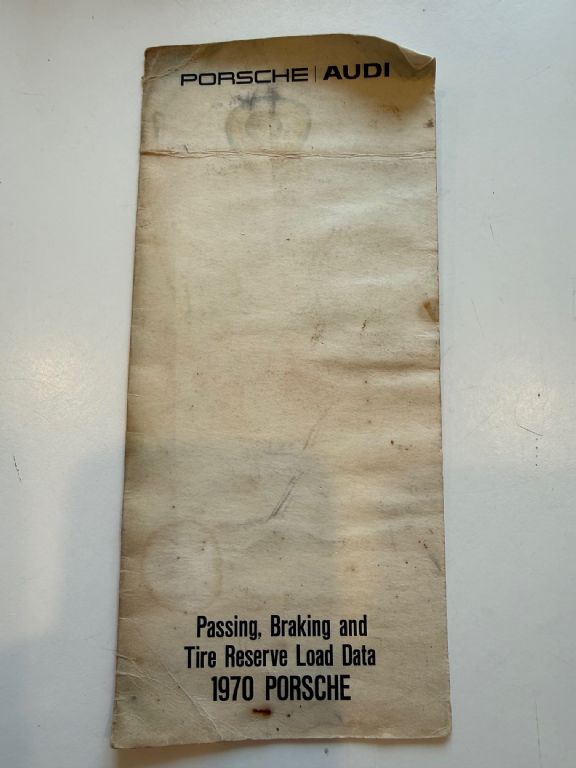 PORSCHE | AUDI
Passing, Braking and
Tire Reserve Load Data
1970 PORSCHE